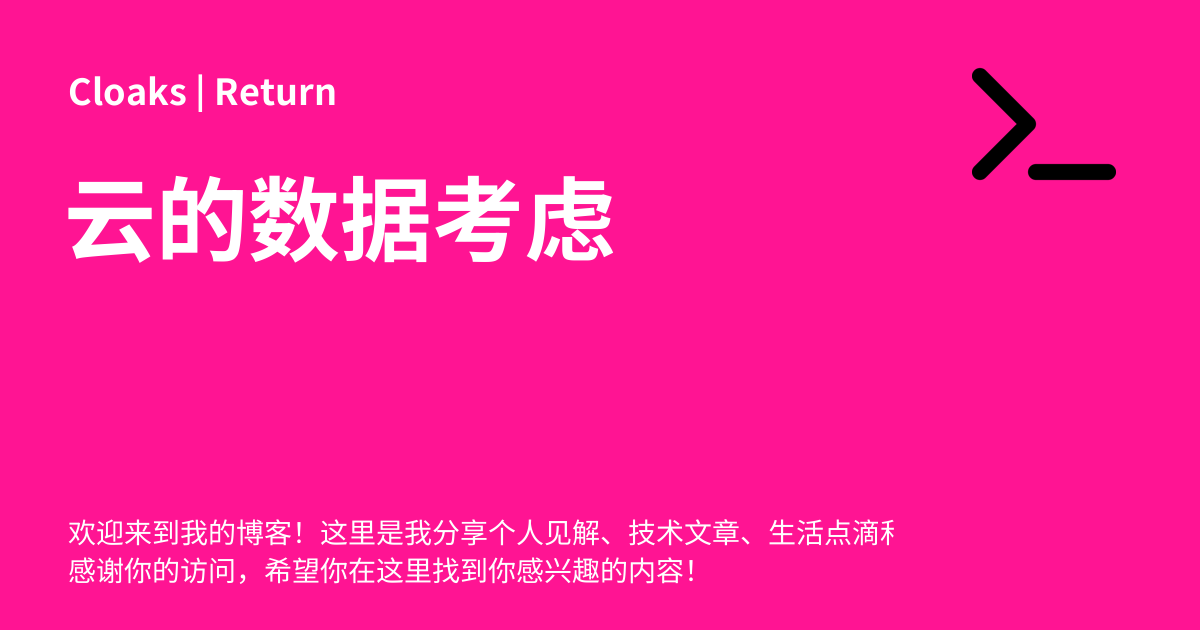 Cloaks | Return
云的数据考虑
欢迎来到我的博客！这里是我分享个人见解、技术文章、生活点滴
感谢你的访问，希望你在这里找到你感兴趣的内容！